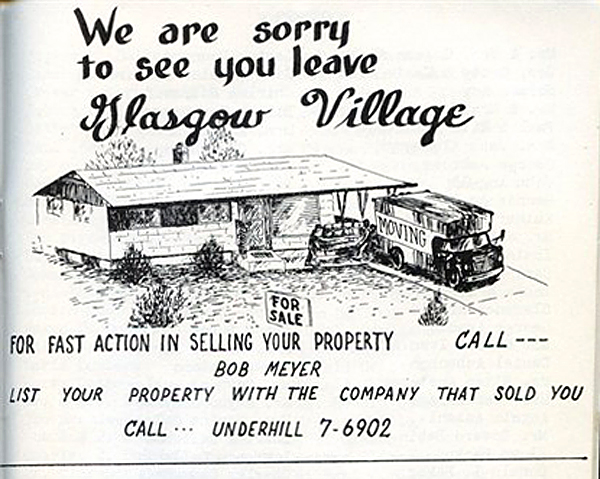 We are sorry
to see you leave
Glasgow Village
MOVING
FOR
SALE
FOR FAST ACTION IN SELLING YOUR PROPERTY CALL ---
BOB MEYER
LIST YOUR PROPERTY WITH THE COMPANY THAT SOLD YOU
CALL ... UNDERHILL 7-6902